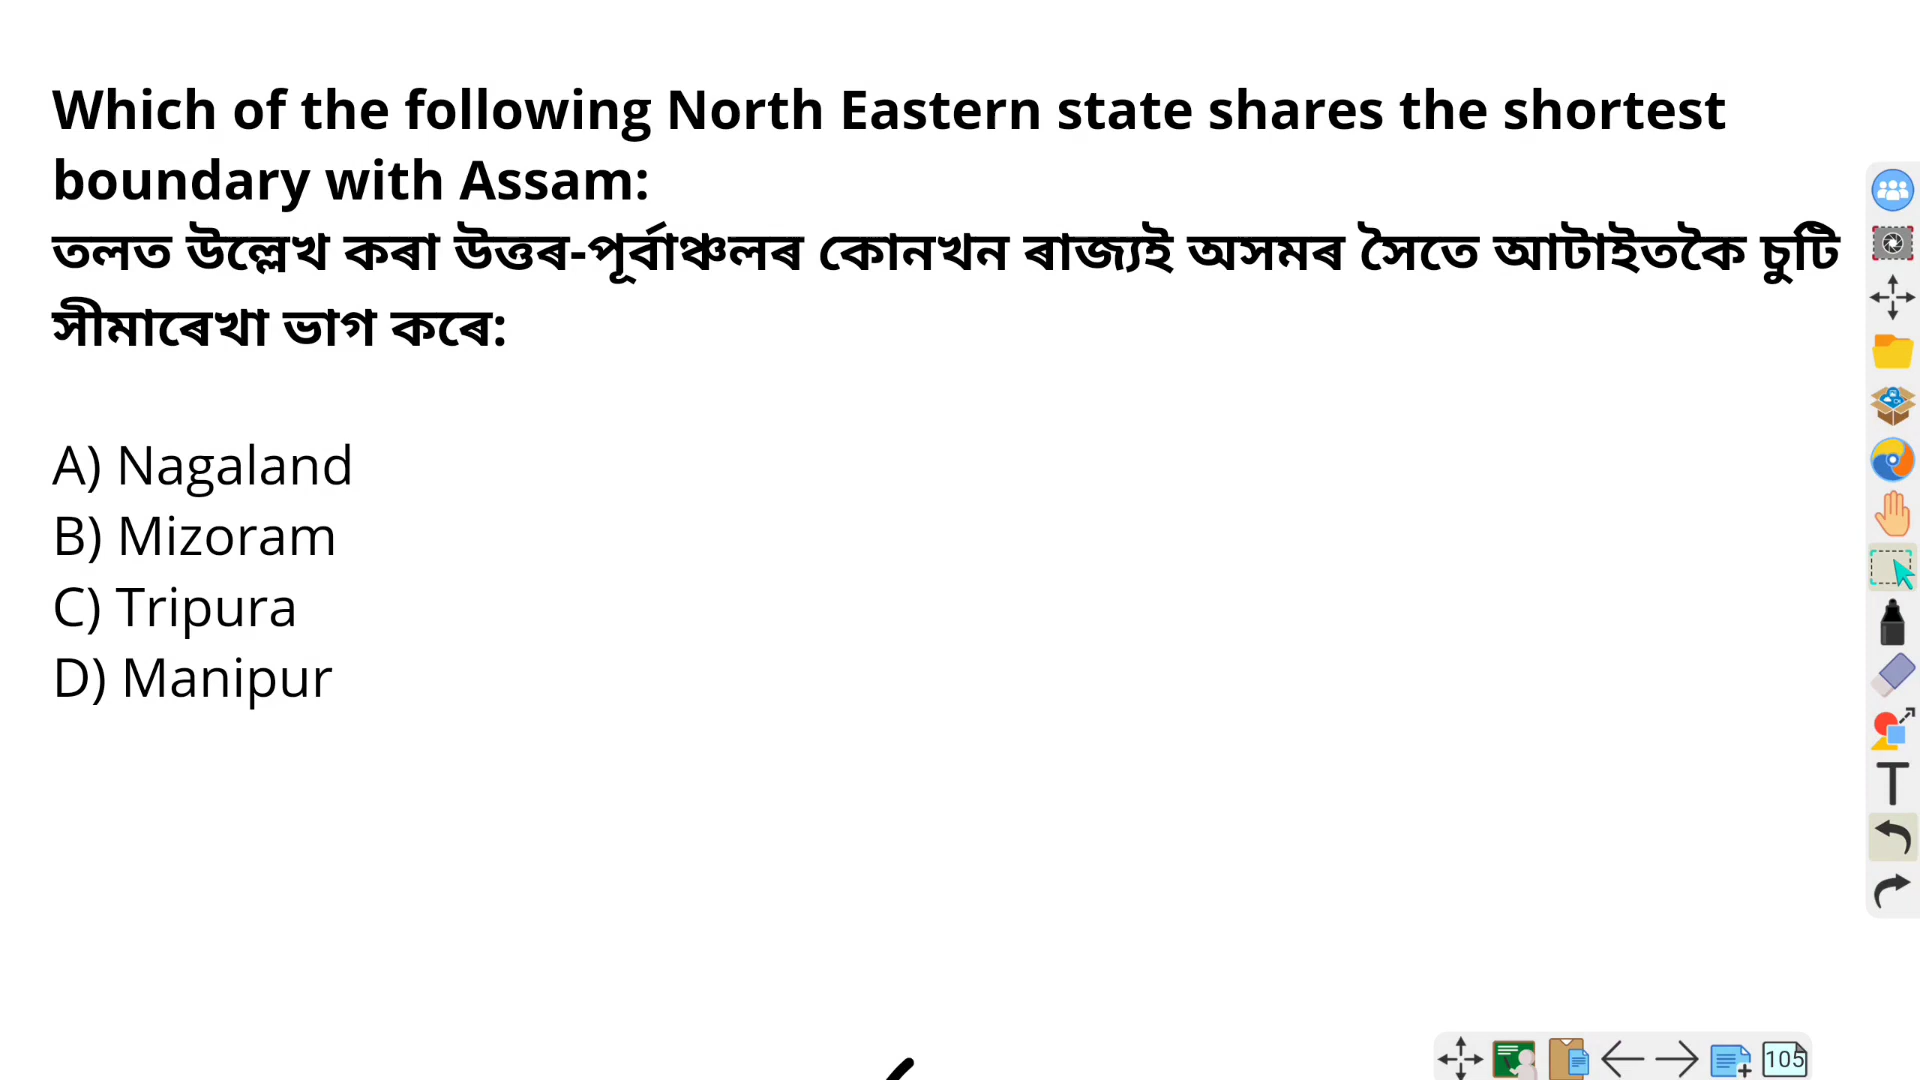 Which of the following North Eastern state shares the shortest
boundary with Assam:
তলত উল্লেখ কৰা উত্তৰ-পূৰ্বাঞ্চলৰ কোনখন ৰাজ্যই অসমৰ সৈতে আটাইতকৈ চুটি
সীমাৰেখা ভাগ কৰে:
A) Nagaland
B) Mizoram
C) Tripura
D) Manipur
T
105